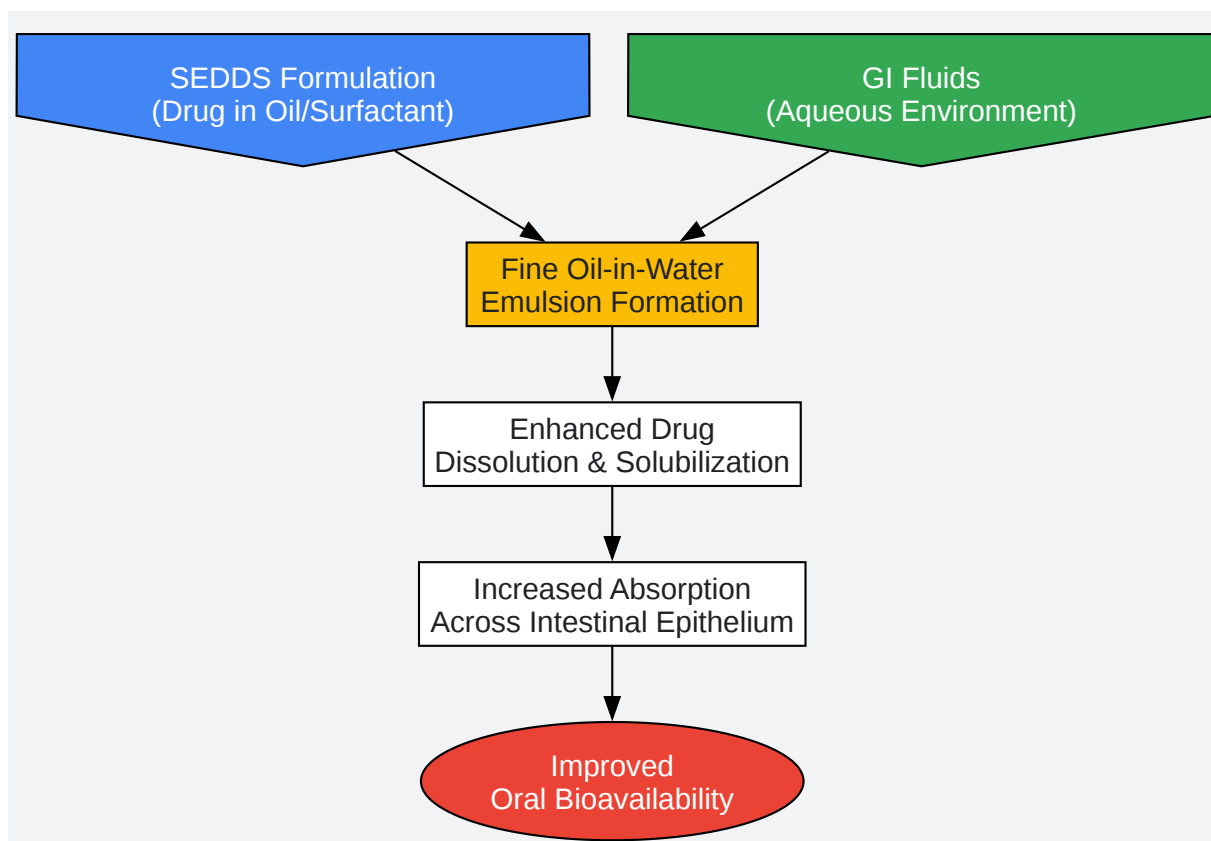 SEDDS Formulation
(Drug in Oil/Surfactant)
GI Fluids
(Aqueous Environment)
Fine Oil-in-Water
Emulsion Formation
Enhanced Drug
Dissolution & Solubilization
Increased Absorption
Across Intestinal Epithelium
Improved
Oral Bioavailability